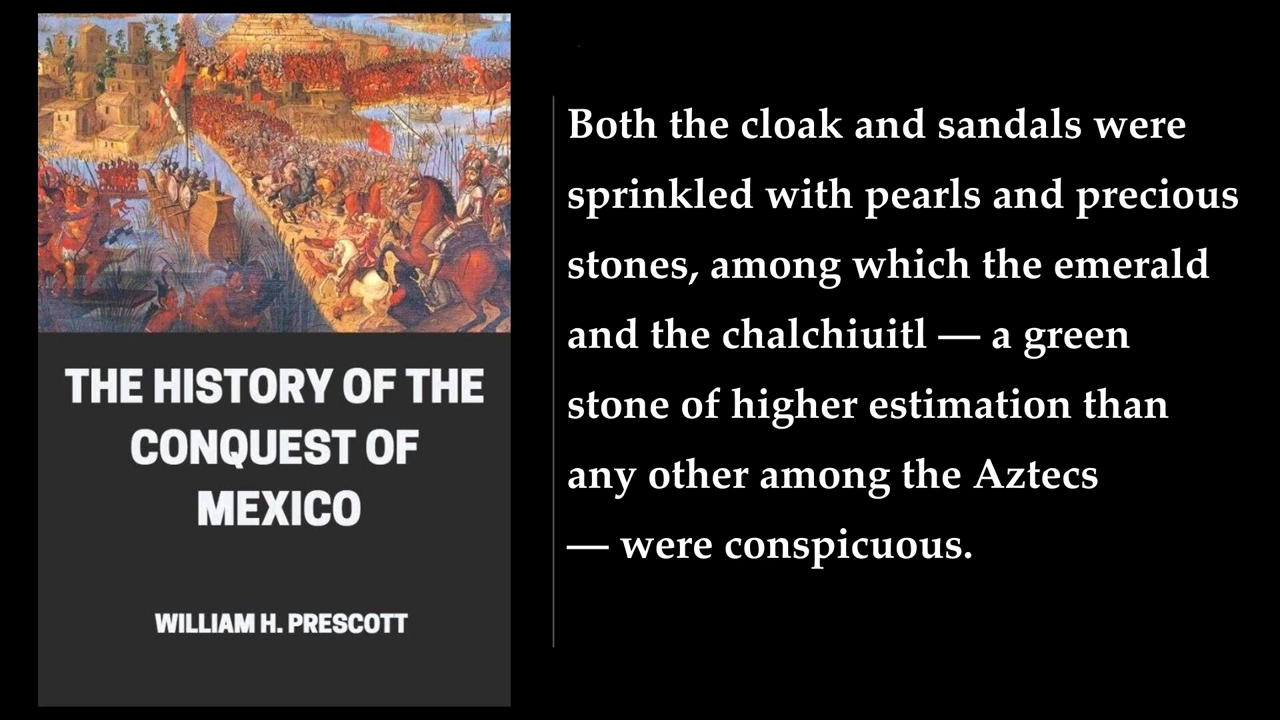 THE HISTORY OF THE
CONQUEST OF
MEXICO
WILLIAM H. PRESCOTT
Both the cloak and sandals were
sprinkled with pearls and precious
stones, among which the emerald
and the chalchiuitl — a green
stone of higher estimation than
any other among the Aztecs
— were conspicuous.